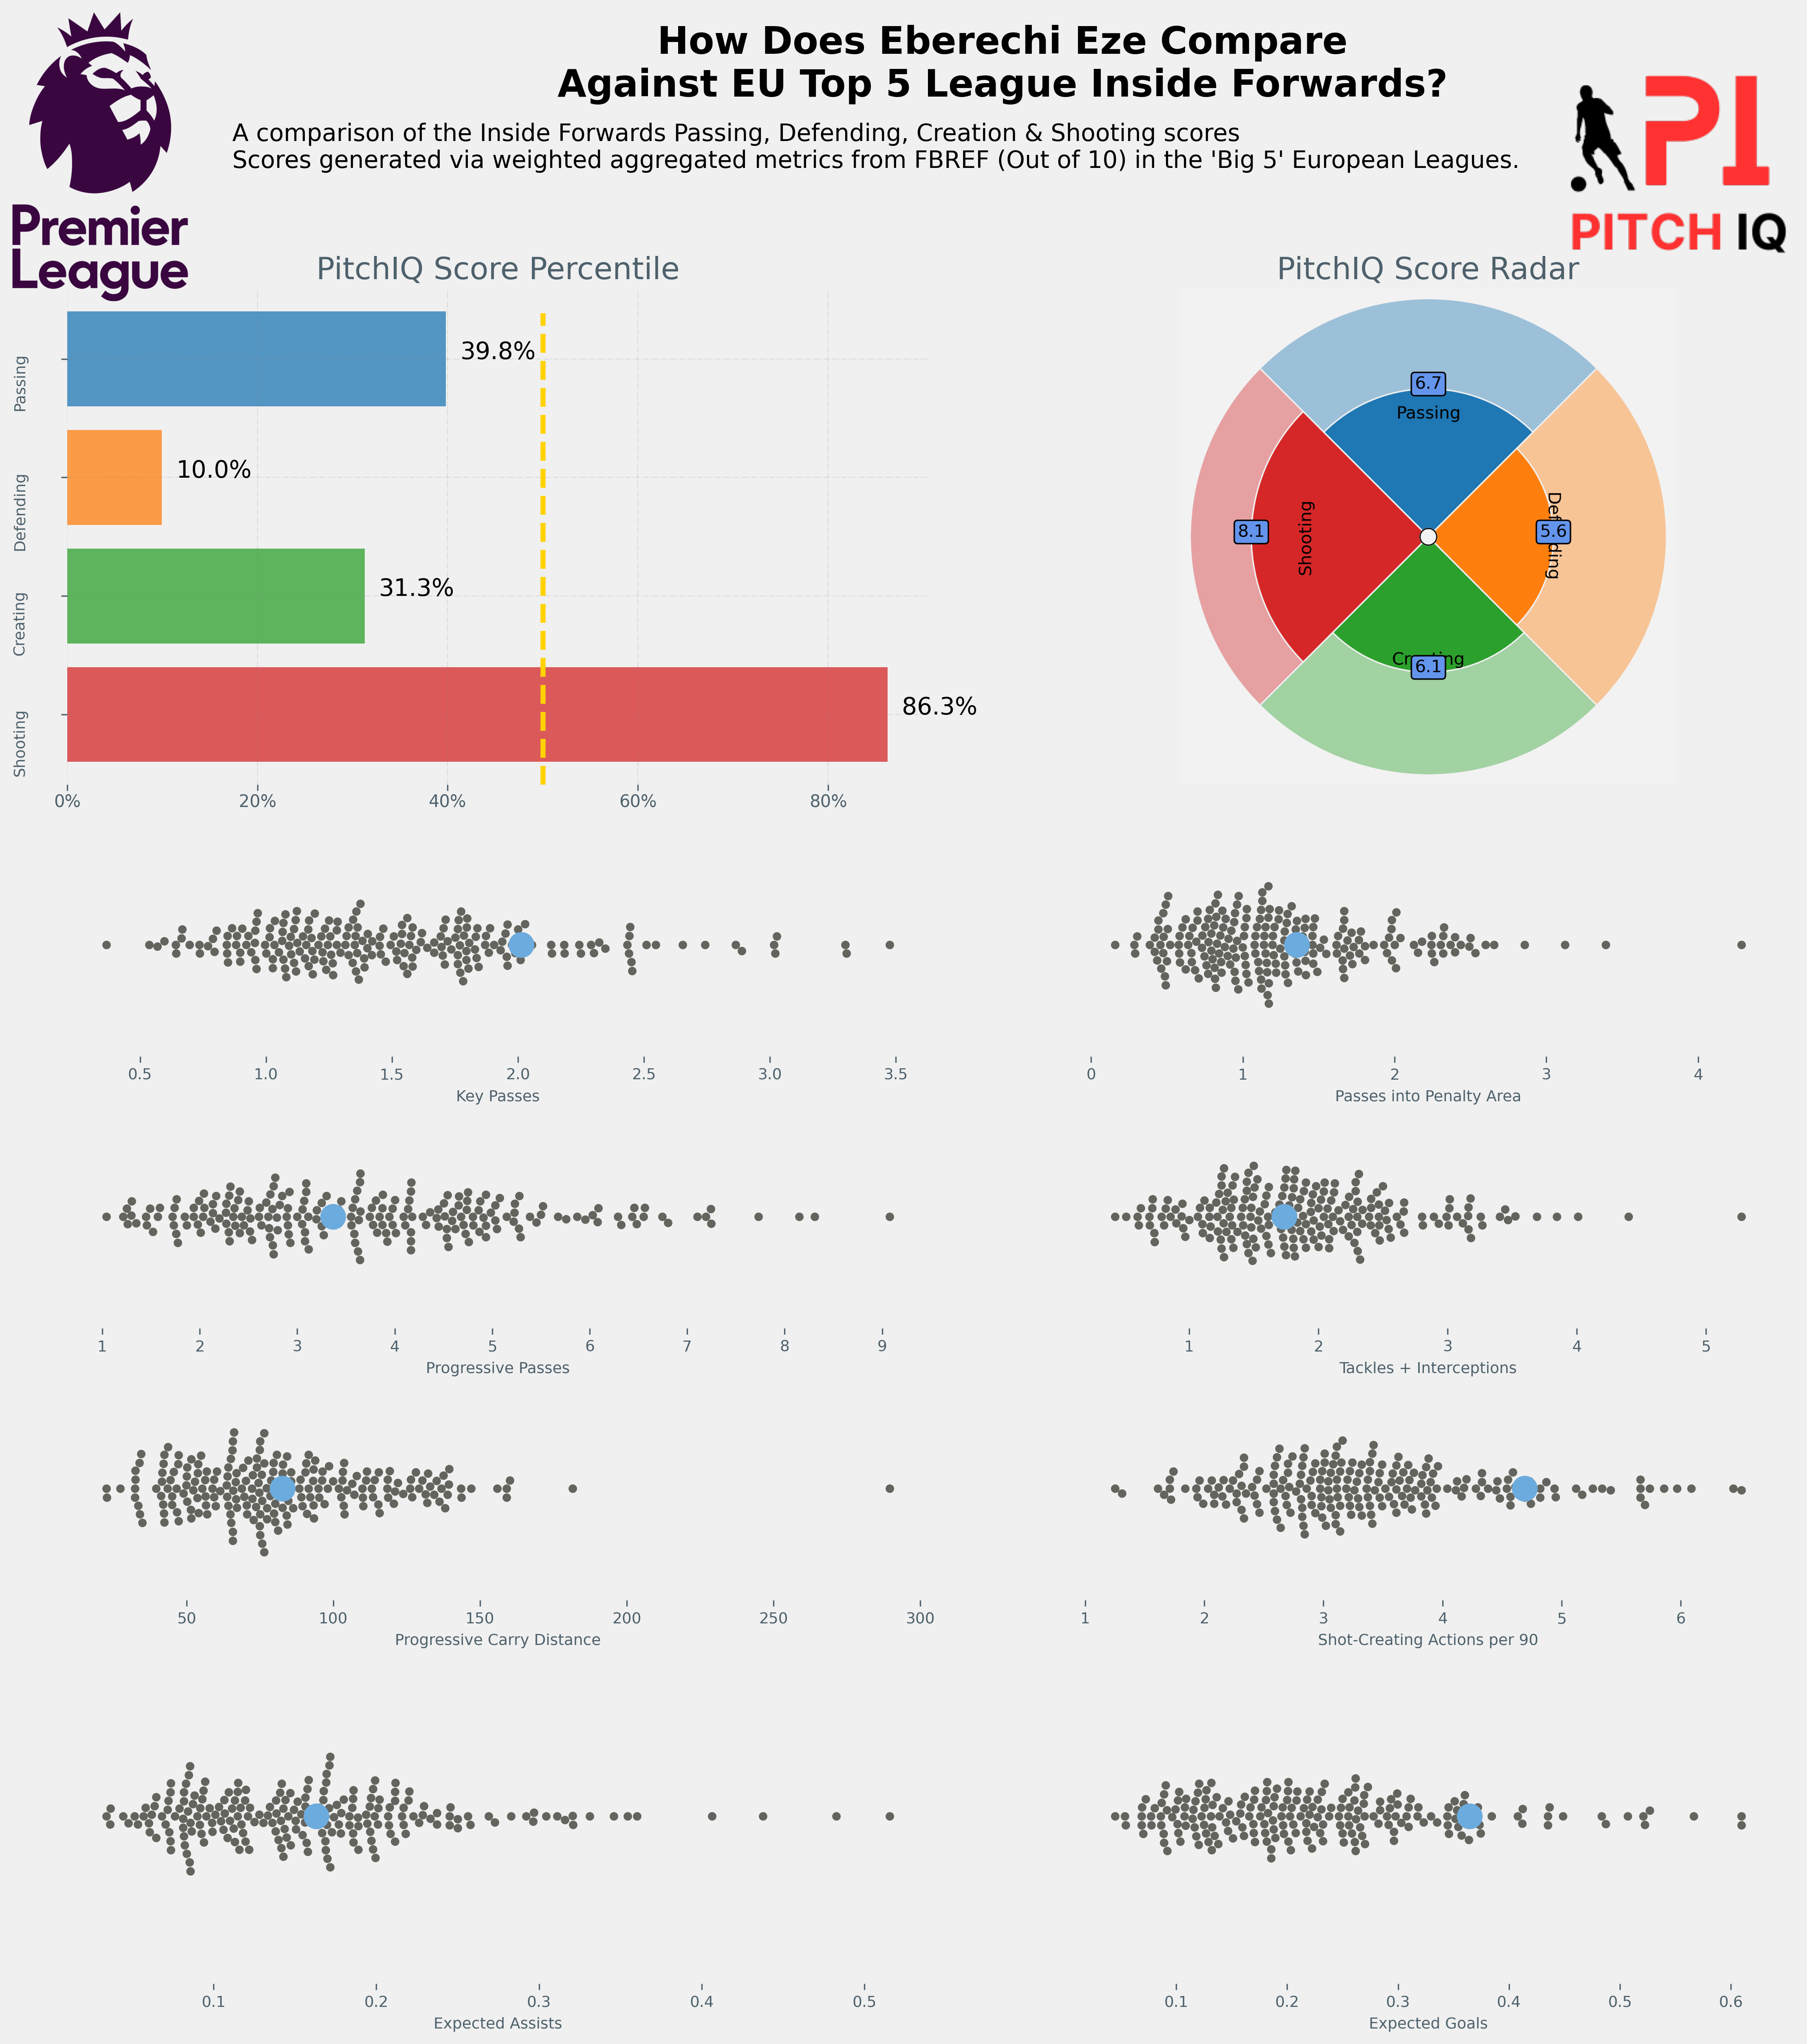 How Does Eberechi Eze Compare
Against EU Top 5 League Inside Forwards?
A comparison of the Inside Forwards Passing, Defending, Creation & Shooting scores
Scores generated via weighted aggregated metrics from FBREF (Out of 10) in the 'Big 5' European Leagues.
Premier
League
PI
PITCH IQ
PitchIQ Score Percentile
Passing
39.8%
Defending
10.0%
Creating
31.3%
Shooting
86.3%
0% 20% 40% 60% 80%
PitchIQ Score Radar
6.7
Passing
8.1
Shooting
Defending
5.6
Creating
6.1
0.5 1.0 1.5 2.0 2.5 3.0 3.5
Key Passes
0 1 2 3 4
Passes into Penalty Area
1 2 3 4 5 6 7 8 9
Progressive Passes
1 2 3 4 5
Tackles + Interceptions
50 100 150 200 250 300
Progressive Carry Distance
1 2 3 4 5 6
Shot-Creating Actions per 90
0.1 0.2 0.3 0.4 0.5
Expected Assists
0.1 0.2 0.3 0.4 0.5 0.6
Expected Goals